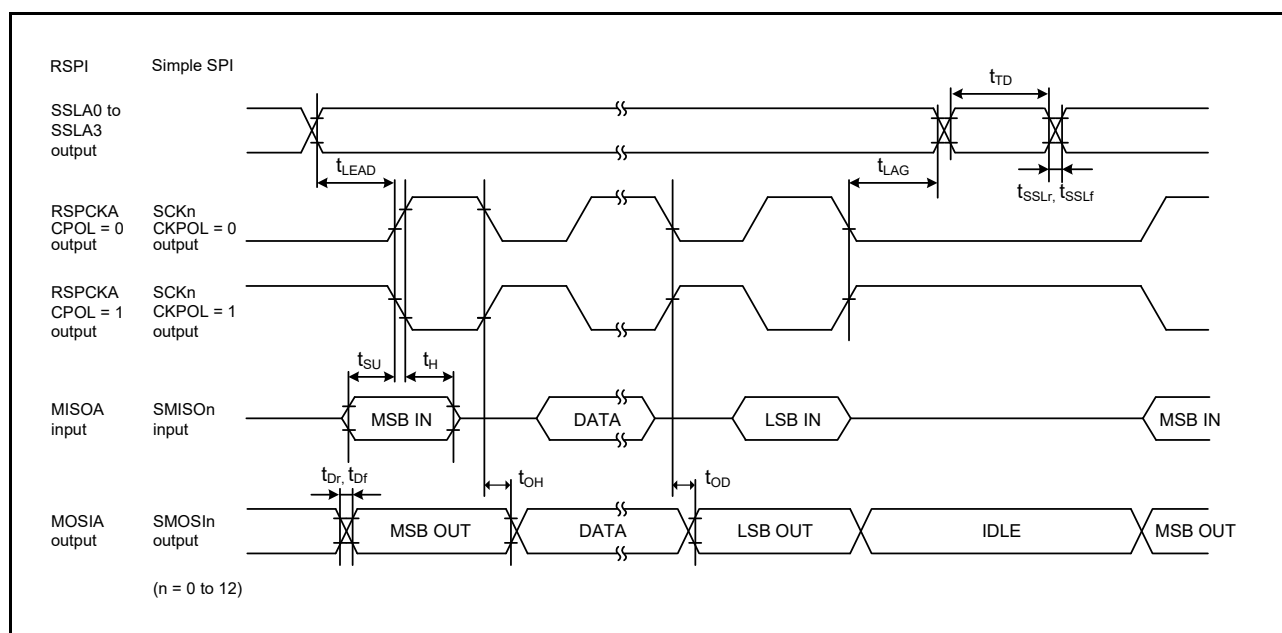 RSPI Simple SPI
SSLA0 to
SSLA3
output
tTD
tLEAD
tLAG
tSSLr, tSSLf
RSPCKA SCKn
CPOL = 0 CKPOL = 0
output output
RSPCKA SCKn
CPOL = 1 CKPOL = 1
output output
tSU tH
MISOA SMISOn
input input
MSB IN DATA LSB IN MSB IN
tDr, tDf tOH tOD
MOSIA SMOSIn
output output
MSB OUT DATA LSB OUT IDLE MSB OUT
(n = 0 to 12)